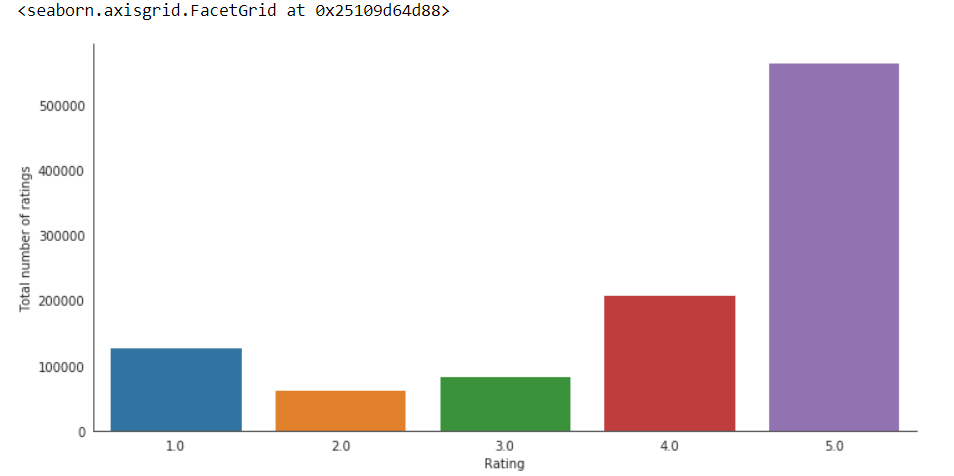 <seaborn.axisgrid.FacetGrid at 0x25109d64d88>
500000
400000
300000
200000
100000
0
Total number of ratings
1.0 2.0 3.0 4.0 5.0
Rating